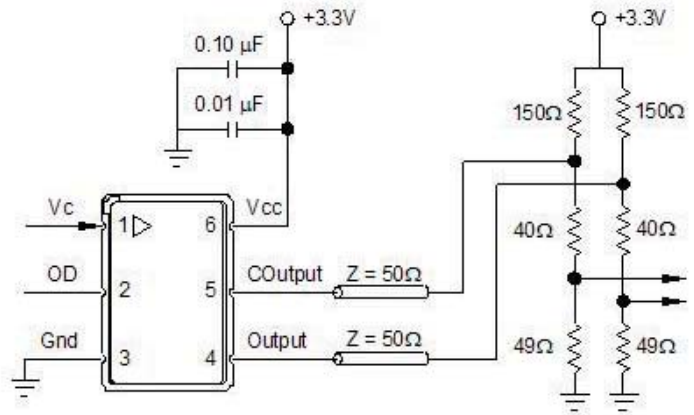 +3.3V
+3.3V
0.10 µF
0.01 µF
150Ω
150Ω
Vc
1
6
Vcc
40Ω
40Ω
OD
2
5
COutput
Z = 50Ω
Gnd
3
4
Output
Z = 50Ω
49Ω
49Ω